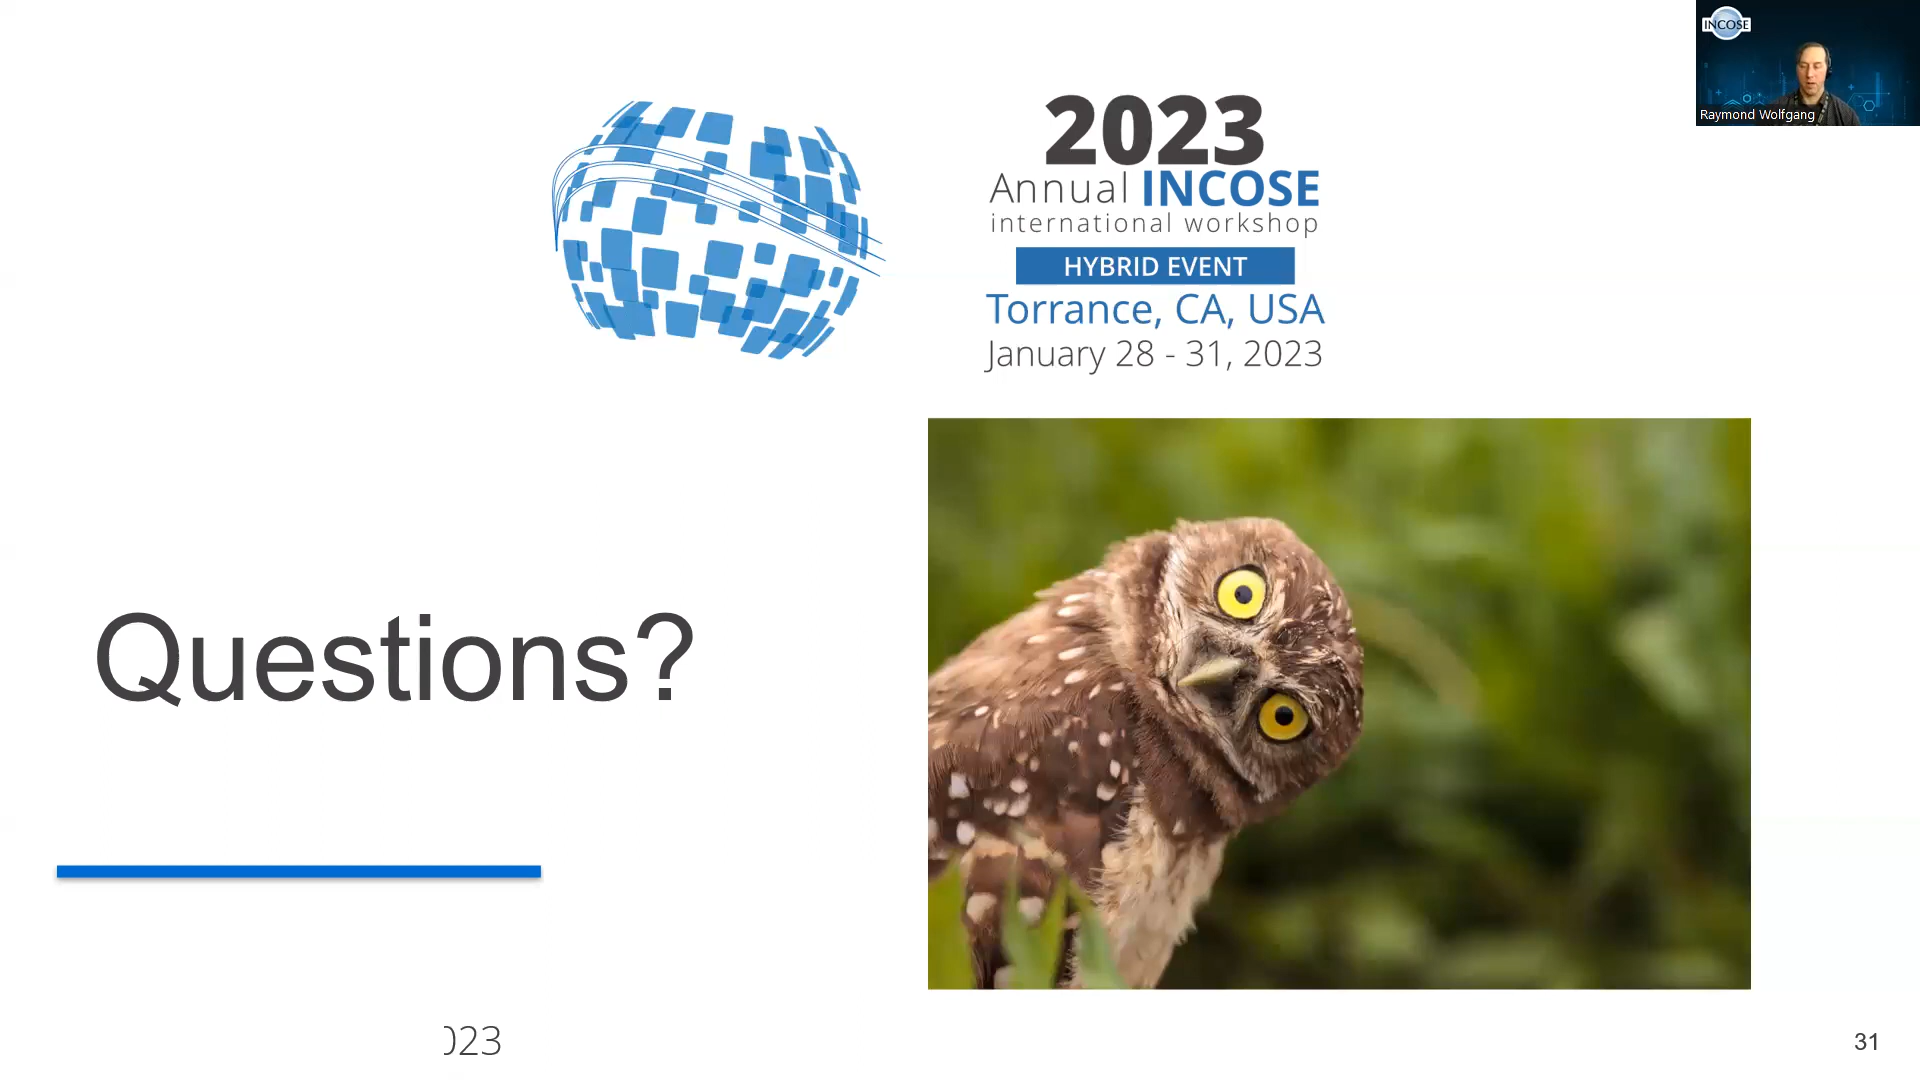 INCOSE
Raymond Wolfgang
2023
Annual INCOSE
international workshop
HYBRID EVENT
Torrance, CA, USA
January 28 - 31, 2023
Questions?
023
31